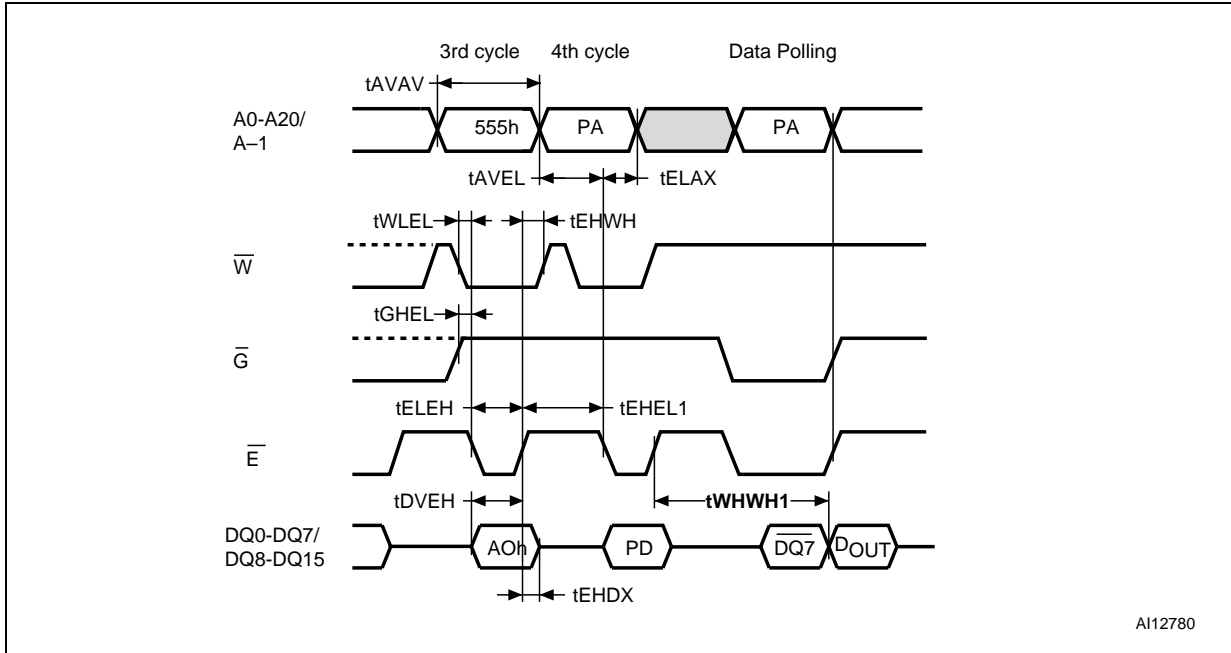 3rd cycle 4th cycle Data Polling
tAVAV
A0-A20/
A–1
555h PA PA
tAVEL tELAX
tWLEL tEHWH
W
tGHEL
G
tELEH tEHEL1
E
tDVEH tWHWH1
DQ0-DQ7/
DQ8-DQ15
AOh PD DQ7 DOUT
tEHDX
AI12780